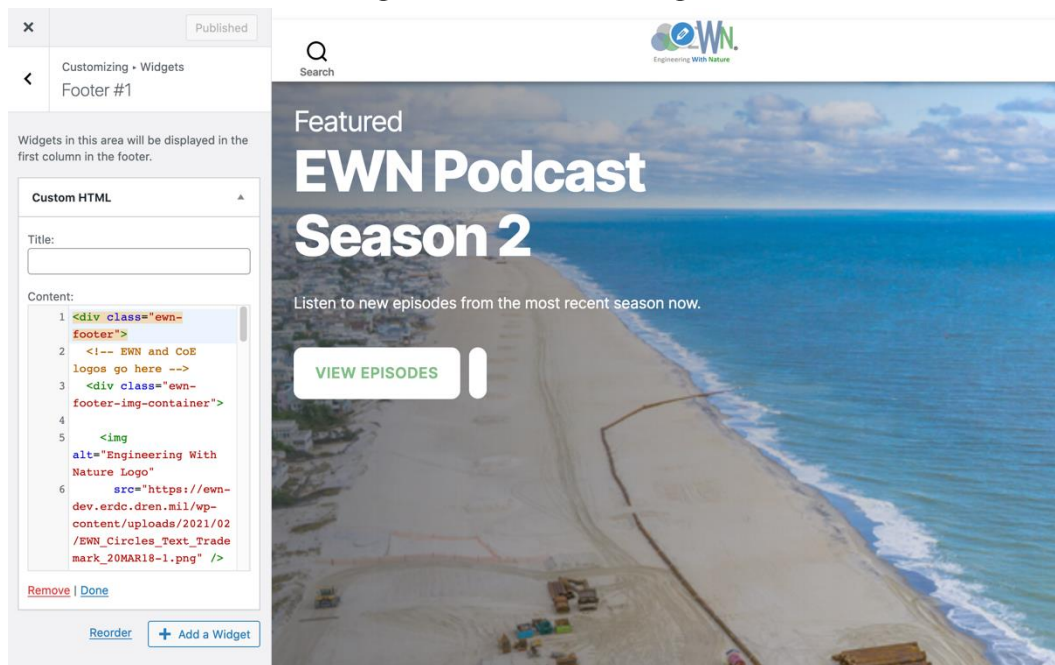 Published
Customizing • Widgets
Footer #1
Widgets in this area will be displayed in the
first column in the footer.
Custom HTML
Title:
Content:
1 <div class="ewn-
footer">
2 <!-- EWN and CoE
logos go here -->
3 <div class="ewn-
footer-img-container">
4
5 <img
alt="Engineering With
Nature Logo"
6 src="https://ewn-
dev.erdc.dren.mil/wp-
content/uploads/2021/02
/EWN_Circles_Text_Trade
mark_20MAR18-1.png" />
Remove | Done
Reorder
+ Add a Widget
Search
WN.
Engineering With Nature
Featured
EWN Podcast
Season 2
Listen to new episodes from the most recent season now.
VIEW EPISODES